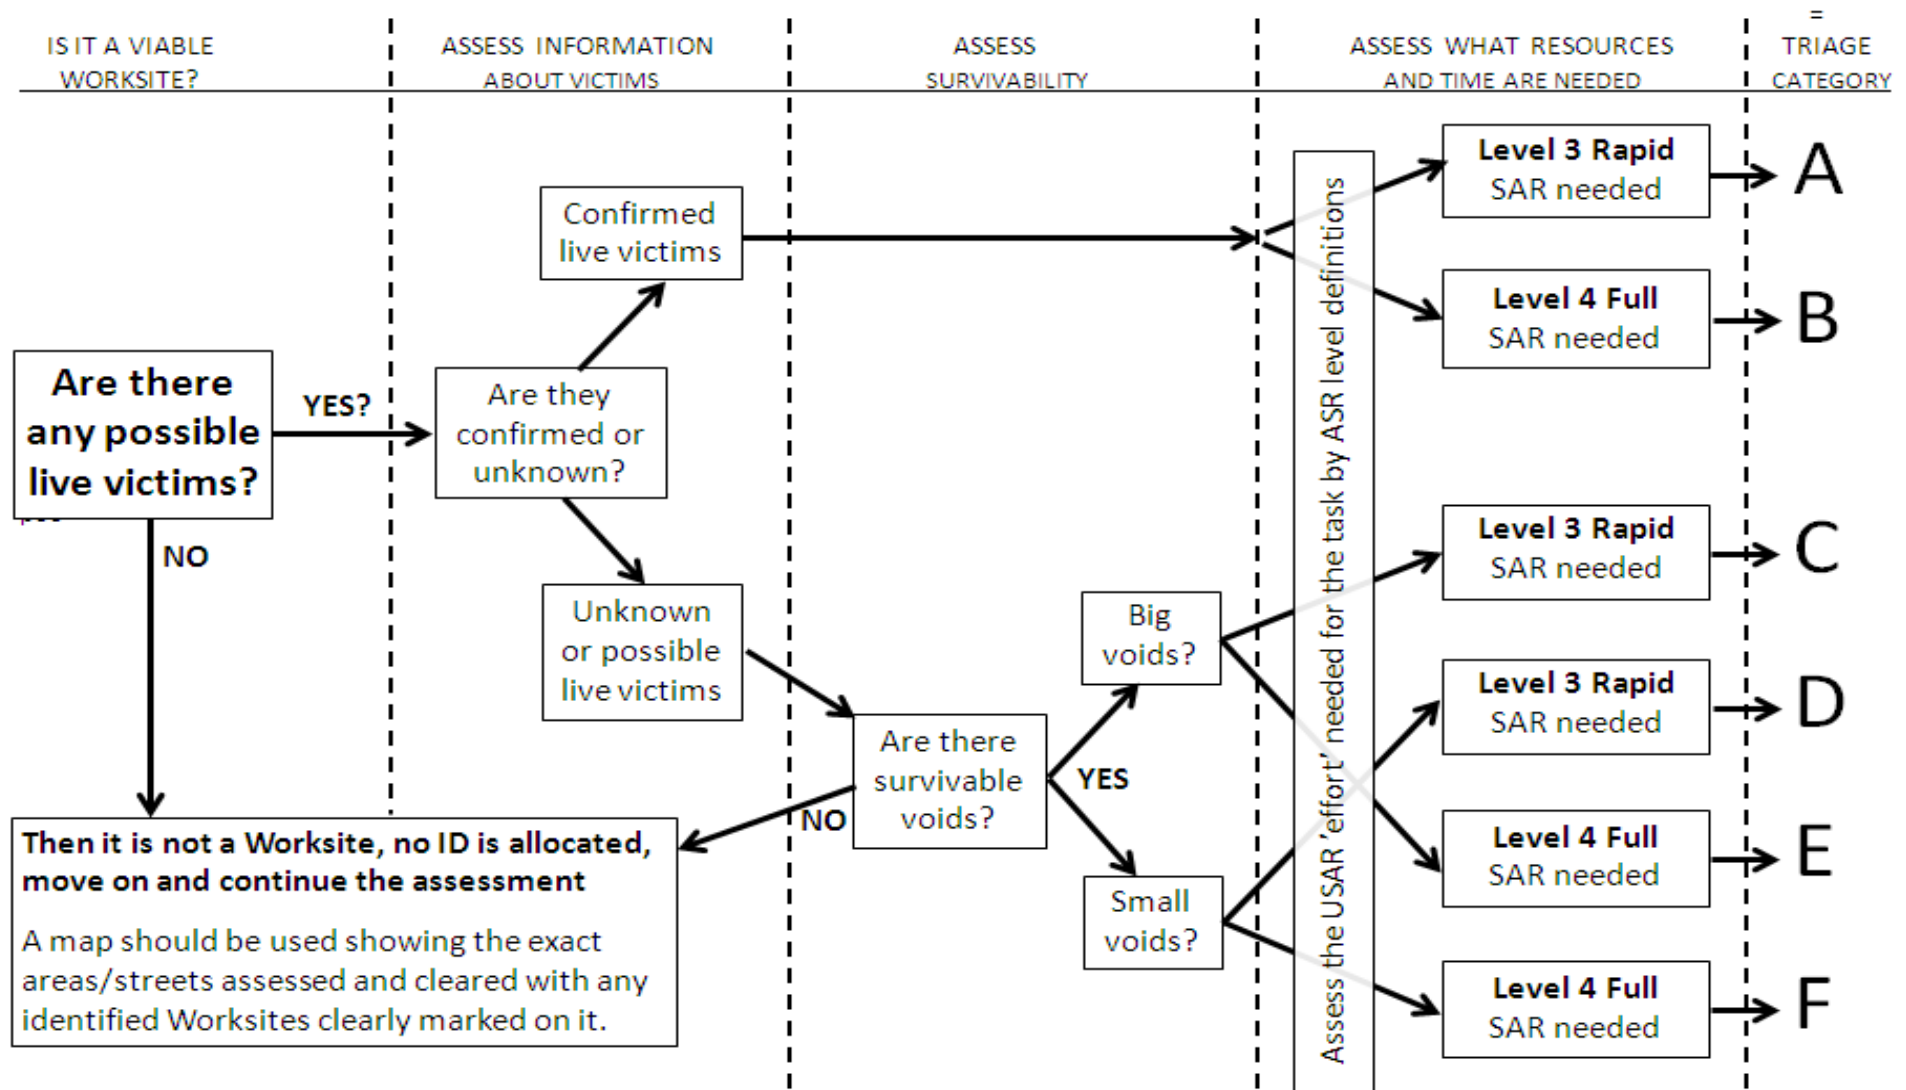 IS IT A VIABLE
WORKSITE?
ASSESS INFORMATION
ABOUT VICTIMS
ASSESS
SURVIVABILITY
ASSESS WHAT RESOURCES
AND TIME ARE NEEDED
=
TRIAGE
CATEGORY
Are there
any possible
live victims?
YES?
NO
Are they
confirmed or
unknown?
Confirmed
live victims
Unknown
or possible
live victims
Are there
survivable
voids?
YES
NO
Big
voids?
Small
voids?
Then it is not a Worksite, no ID is allocated,
move on and continue the assessment
A map should be used showing the exact
areas/streets assessed and cleared with any
identified Worksites clearly marked on it.
Assess the USAR 'effort' needed for the task by ASR level definitions
Level 3 Rapid
SAR needed
A
Level 4 Full
SAR needed
B
Level 3 Rapid
SAR needed
C
Level 3 Rapid
SAR needed
D
Level 4 Full
SAR needed
E
Level 4 Full
SAR needed
F